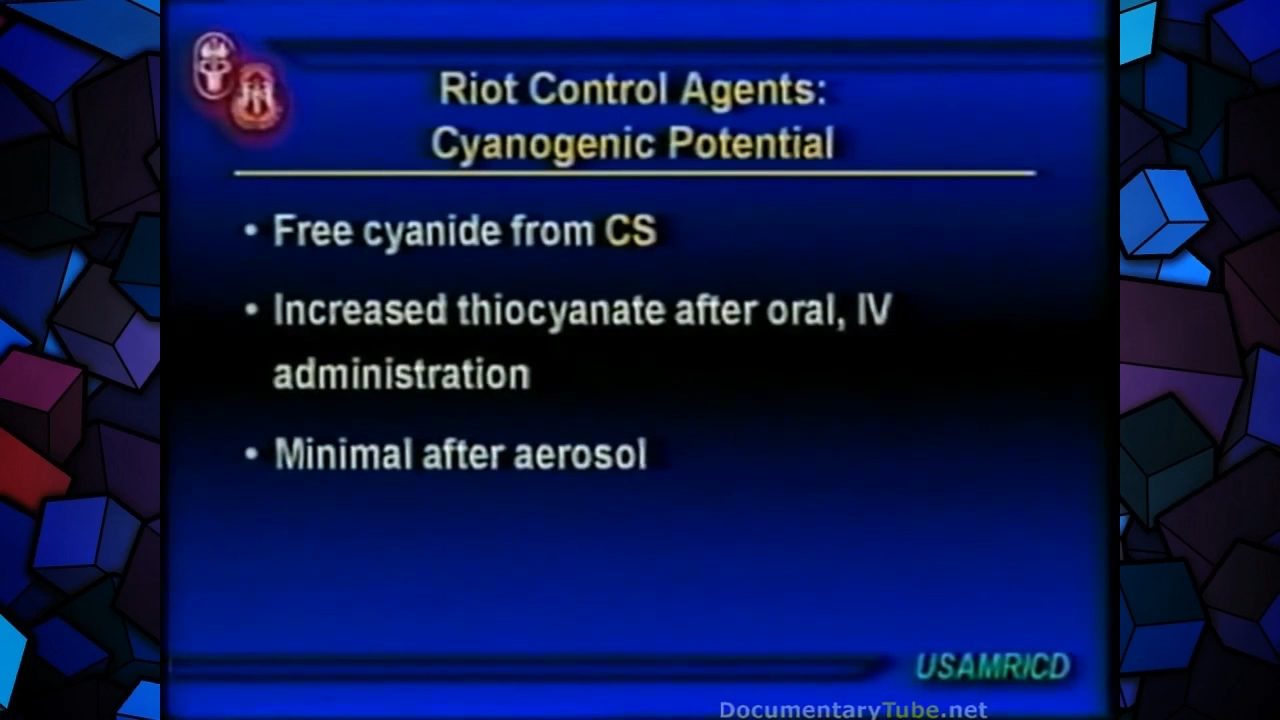 Riot Control Agents:
Cyanogenic Potential
• Free cyanide from CS
• Increased thiocyanate after oral, IV
administration
• Minimal after aerosol
USAMRICD
DocumentaryTube.net